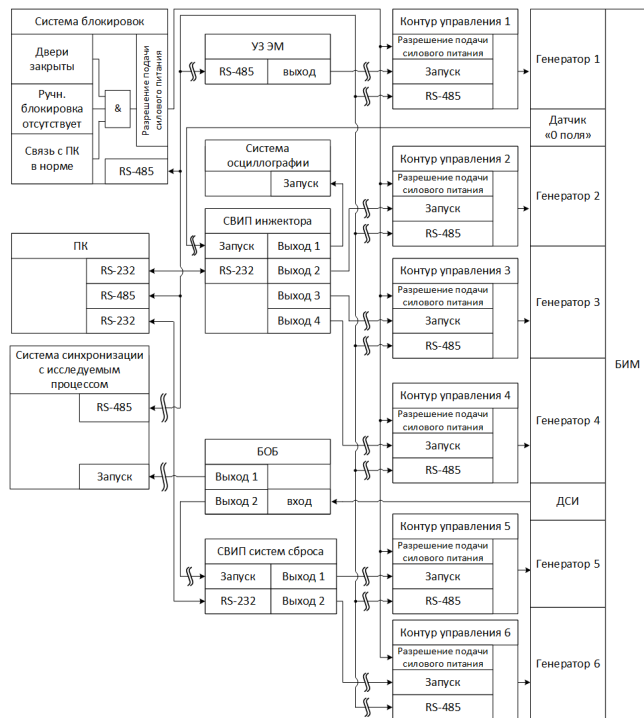 Система блокировок
Двери
закрыты
Ручн.
блокировка
отсутствует
Связь с ПК
в норме
&
Разрешение подачи
силового питания
RS-485
ПК
RS-232
RS-485
RS-232
Система синхронизации
с исследуемым
процессом
RS-485
Запуск
УЗ ЭМ
RS-485
выход
Система
осциллографии
Запуск
СВИП инжектора
Запуск
Выход 1
RS-232
Выход 2
Выход 3
Выход 4
БОБ
Выход 1
Выход 2
вход
СВИП систем сброса
Запуск
Выход 1
RS-232
Выход 2
Контур управления 1
Разрешение подачи
силового питания
Запуск
RS-485
Контур управления 2
Разрешение подачи
силового питания
Запуск
RS-485
Контур управления 3
Разрешение подачи
силового питания
Запуск
RS-485
Контур управления 4
Разрешение подачи
силового питания
Запуск
RS-485
Контур управления 5
Разрешение подачи
силового питания
Запуск
RS-485
Контур управления 6
Разрешение подачи
силового питания
Запуск
RS-485
Генератор 1
Датчик
«0 поля»
Генератор 2
Генератор 3
Генератор 4
ДСИ
Генератор 5
Генератор 6
БИМ